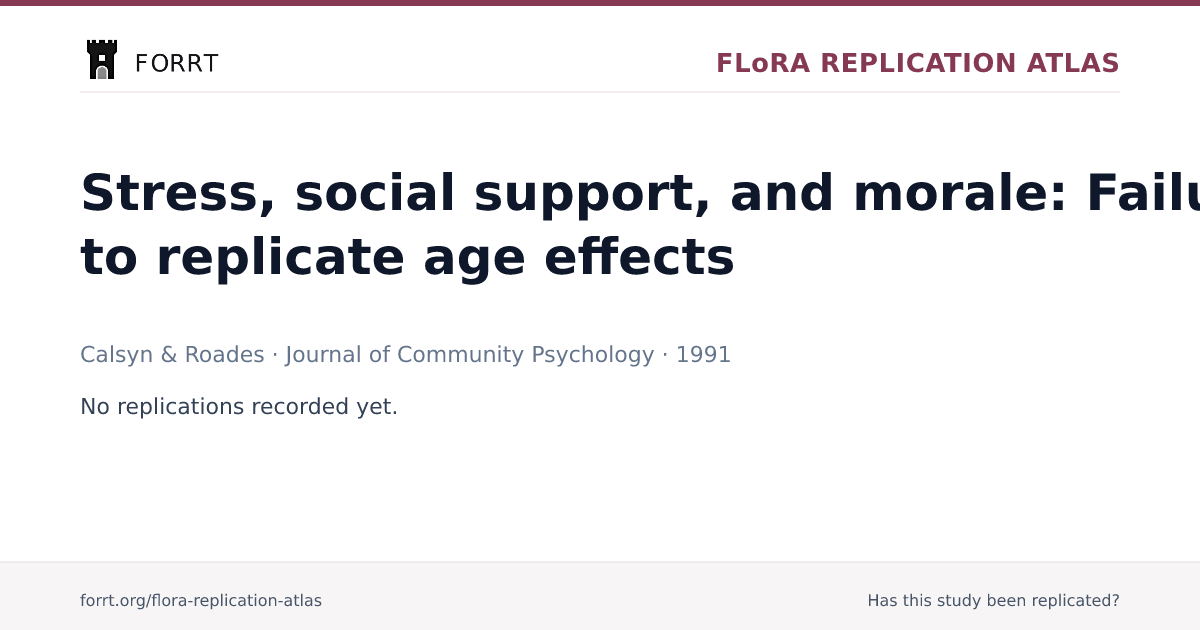 FORRT
FLoRA REPLICATION ATLAS
Stress, social support, and morale: Failu
to replicate age effects
Calsyn & Roades · Journal of Community Psychology · 1991
No replications recorded yet.
forrt.org/flora-replication-atlas
Has this study been replicated?